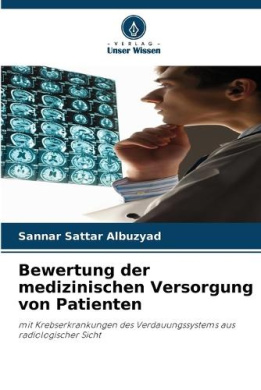 - VERLAG -
Unser Wissen
Sannar Sattar Albuzyad
Bewertung der
medizinischen Versorgung
von Patienten
mit Krebserkrankungen des Verdauungssystems aus
radiologischer Sicht